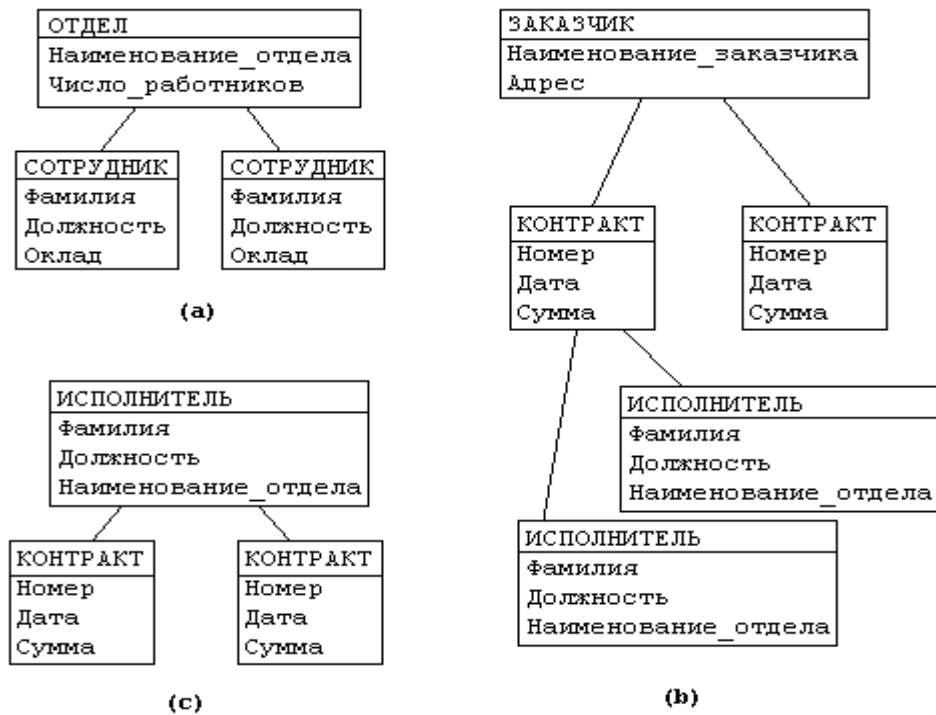 ОТДЕЛ
Наименование_отдела
Число_работников
СОТРУДНИК
Фамилия
Должность
Оклад
СОТРУДНИК
Фамилия
Должность
Оклад
(a)
ЗАКАЗЧИК
Наименование_заказчика
Адрес
КОНТРАКТ
Номер
Дата
Сумма
КОНТРАКТ
Номер
Дата
Сумма
ИСПОЛНИТЕЛЬ
Фамилия
Должность
Наименование_отдела
ИСПОЛНИТЕЛЬ
Фамилия
Должность
Наименование_отдела
(b)
ИСПОЛНИТЕЛЬ
Фамилия
Должность
Наименование_отдела
КОНТРАКТ
Номер
Дата
Сумма
КОНТРАКТ
Номер
Дата
Сумма
(c)